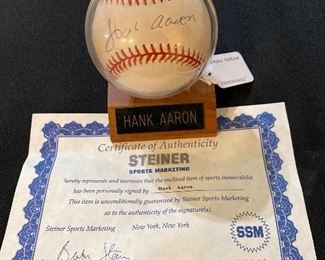 Hank Aaron
HANK AARON
HANK AARON
Certificate of Authenticity
STEINER
SPORTS MARKETING
hereby represents and warrants that the enclosed item of sports memorabilia
has been personally signed by Hank Aaron
This item is unconditionally guaranteed by Steiner Sports Marketing
as to the authenticity of the signature(s).
Steiner Sports Marketing New York, New York
SSM